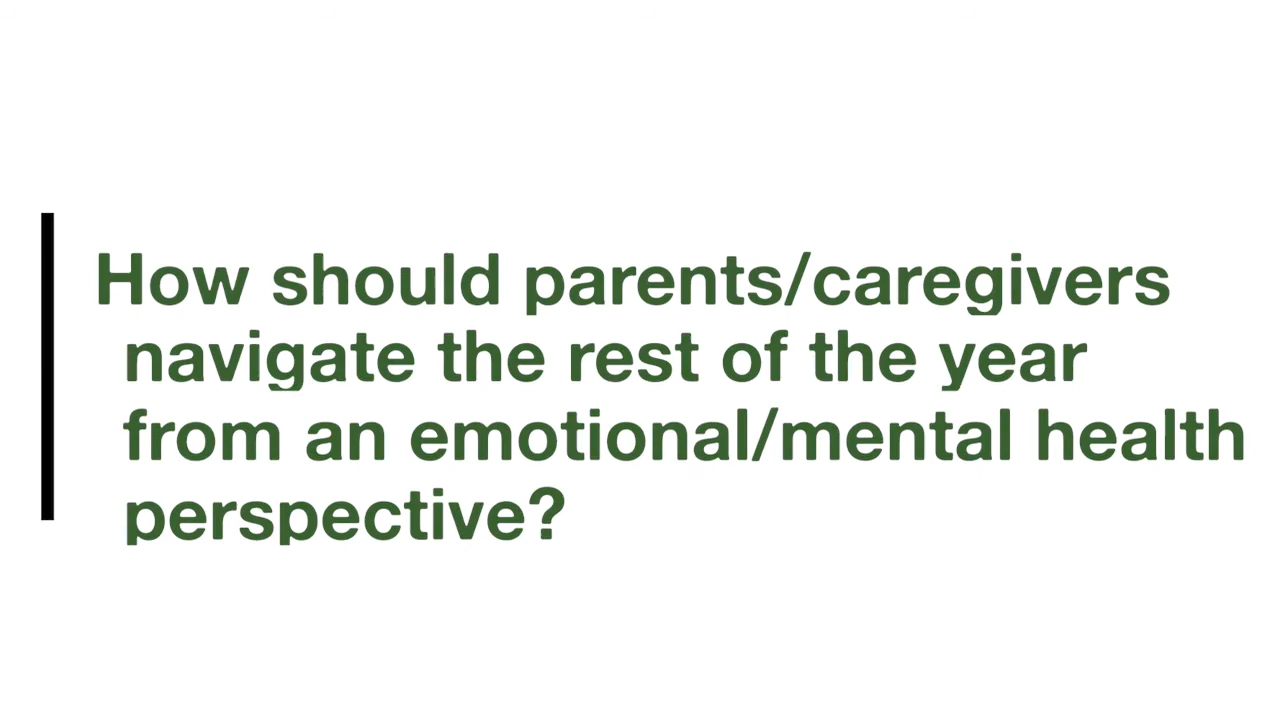 How should parents/caregivers
navigate the rest of the year
from an emotional/mental health
perspective?